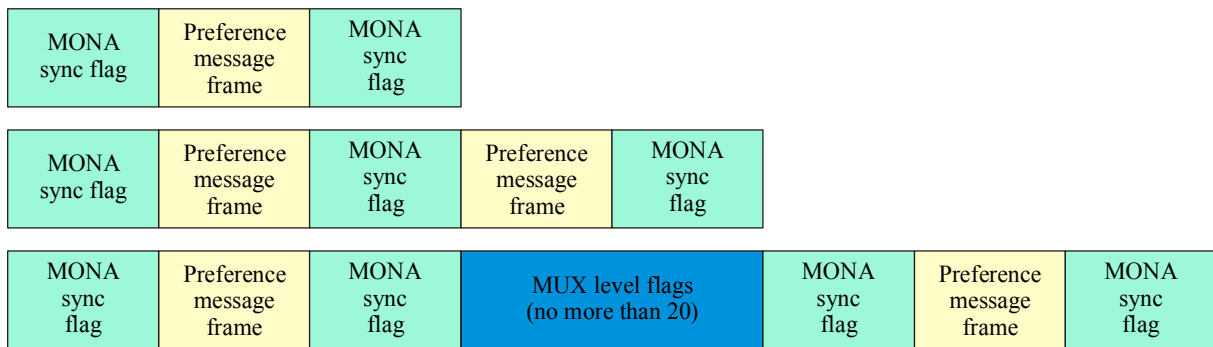 MONA
sync flag
Preference
message
frame
MONA
sync
flag
MONA
sync flag
Preference
message
frame
MONA
sync
flag
Preference
message
frame
MONA
sync
flag
MONA
sync
flag
Preference
message
frame
MONA
sync
flag
MUX level flags
(no more than 20)
MONA
sync
flag
Preference
message
frame
MONA
sync
flag